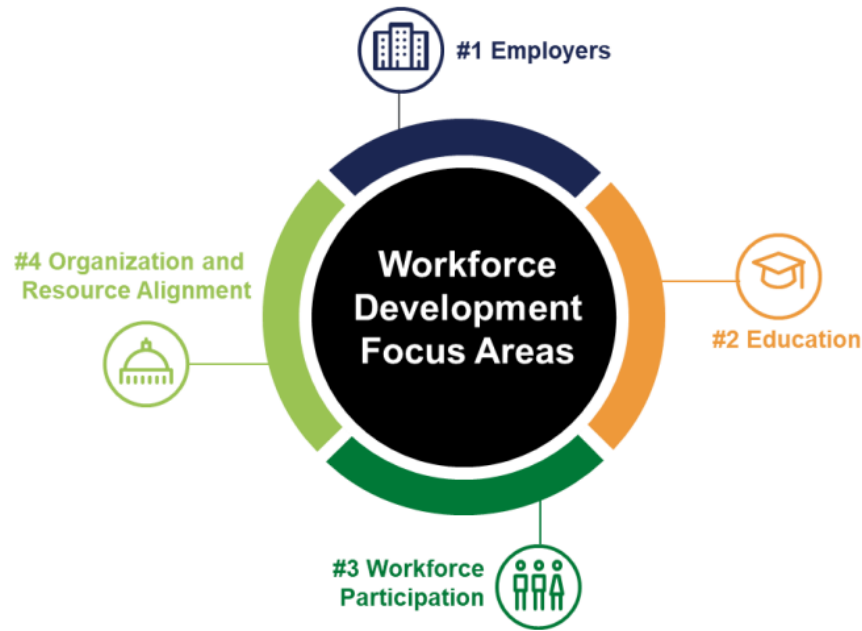 #1 Employers
Workforce
Development
Focus Areas
#2 Education
#3 Workforce
Participation
#4 Organization and
Resource Alignment